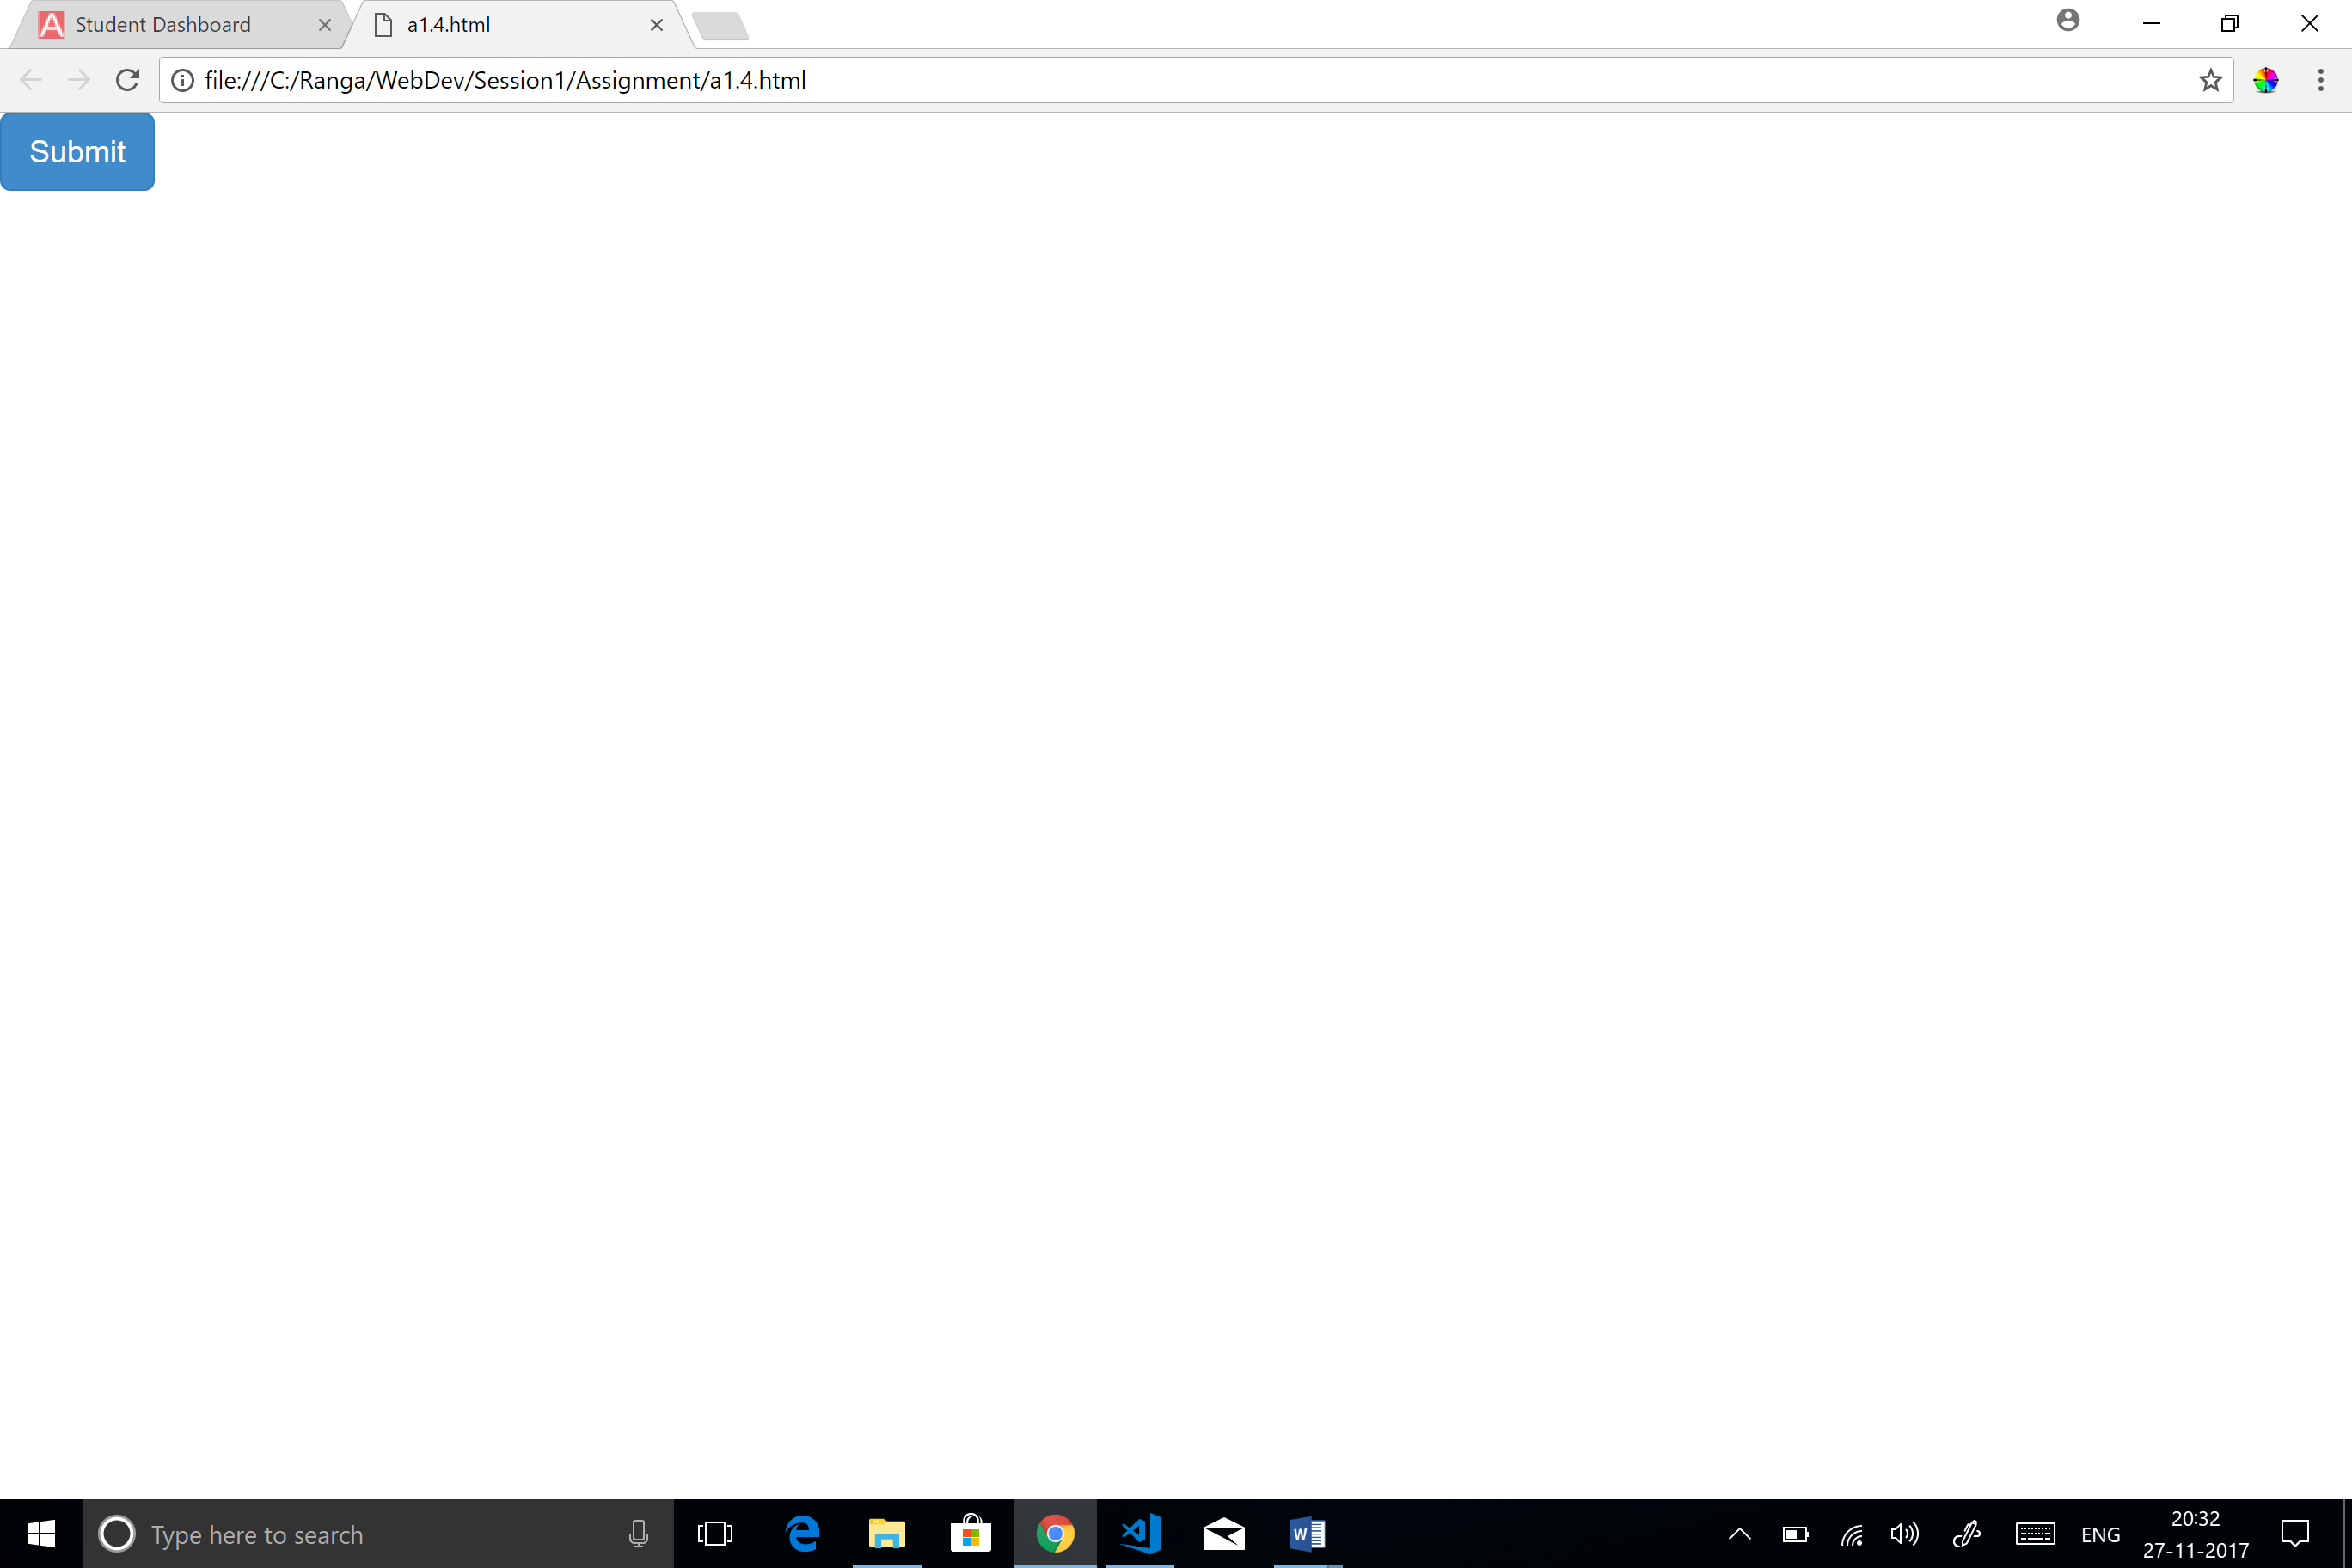 Student Dashboard
a1.4.html
file:///C:/Ranga/WebDev/Session1/Assignment/a1.4.html
Submit
Type here to search
ENG
20:32
27-11-2017